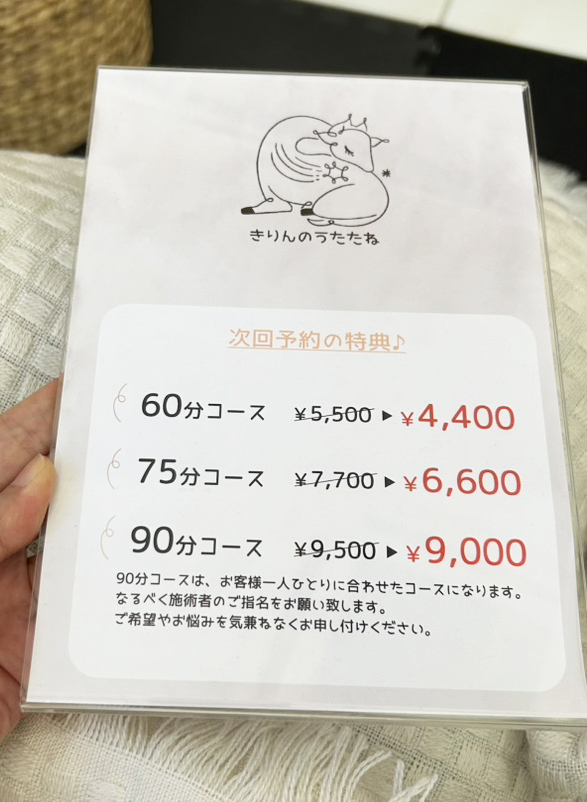 きりんのうたたね
次回予約の特典♪
60分コース ¥5,500 ▶ ¥4,400
75分コース ¥7,700 ▶ ¥6,600
90分コース ¥9,500 ▶ ¥9,000
90分コースは、お客様一人ひとりに合わせたコースになります。
なるべく施術者のご指名をお願い致します。
ご希望やお悩みを気兼ねなくお申し付けください。